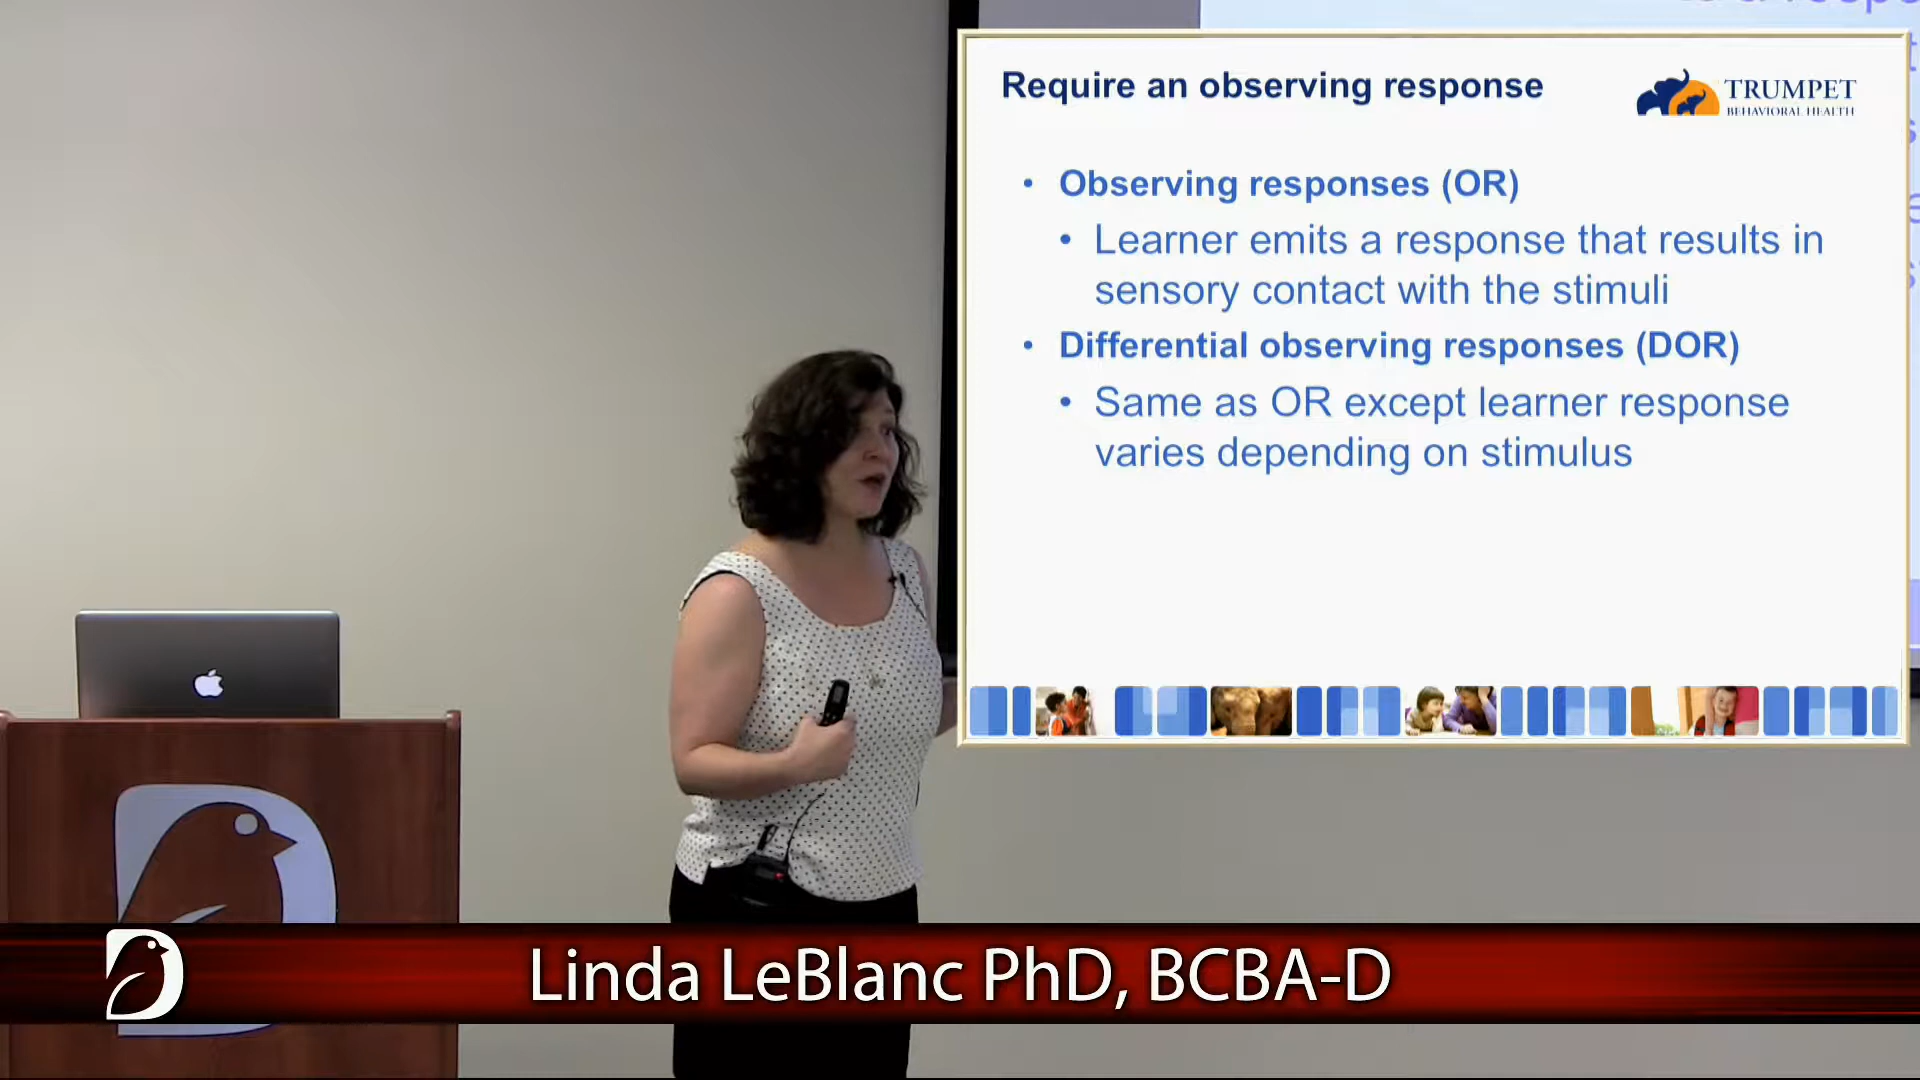 Require an observing response
TRUMPET
BEHAVIORAL HEALTH
• Observing responses (OR)
• Learner emits a response that results in
sensory contact with the stimuli
• Differential observing responses (DOR)
• Same as OR except learner response
varies depending on stimulus
Linda LeBlanc PhD, BCBA-D